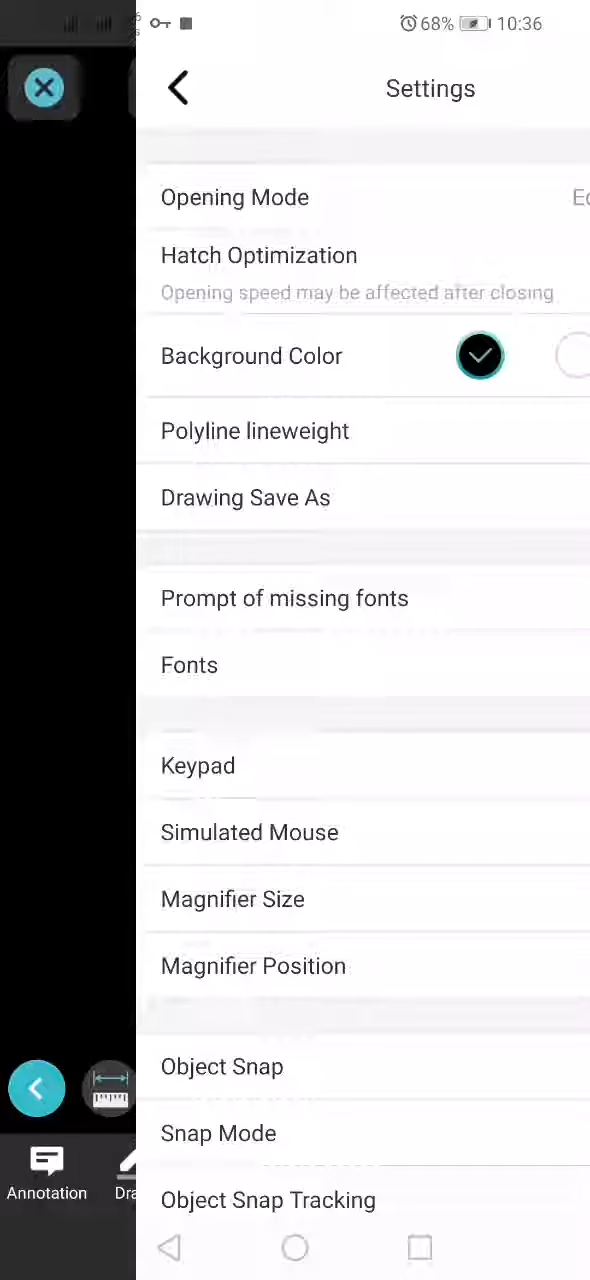 68% 10:36
Settings
Opening Mode
Hatch Optimization
Opening speed may be affected after closing
Background Color
Polyline lineweight
Drawing Save As
Prompt of missing fonts
Fonts
Keypad
Simulated Mouse
Magnifier Size
Magnifier Position
Object Snap
Snap Mode
Annotation
Object Snap Tracking